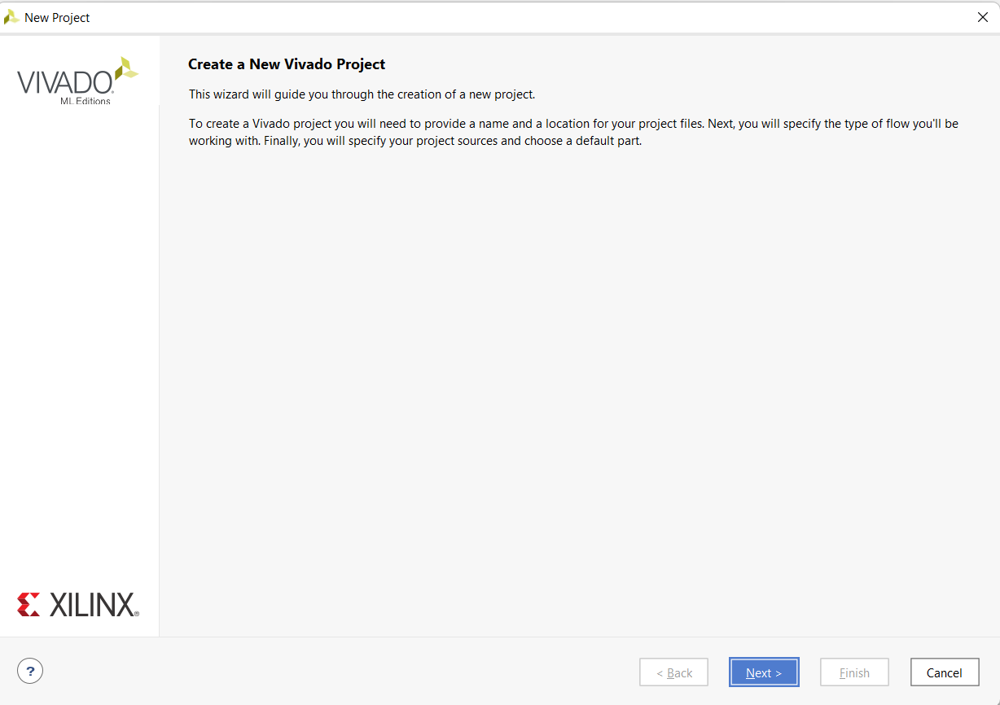 New Project
VIVADO
ML Editions
Create a New Vivado Project
This wizard will guide you through the creation of a new project.
To create a Vivado project you will need to provide a name and a location for your project files. Next, you will specify the type of flow you'll be
working with. Finally, you will specify your project sources and choose a default part.
XILINX®
?
< Back
Next >
Finish
Cancel